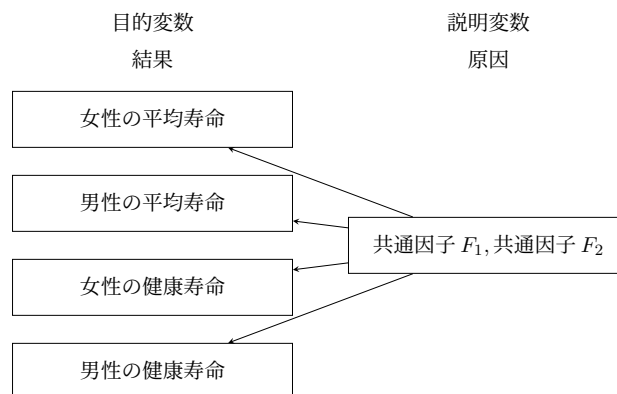 目的変数
説明変数
結果
原因
女性の平均寿命
男性の平均寿命
共通因子 F₁, 共通因子 F₂
女性の健康寿命
男性の健康寿命